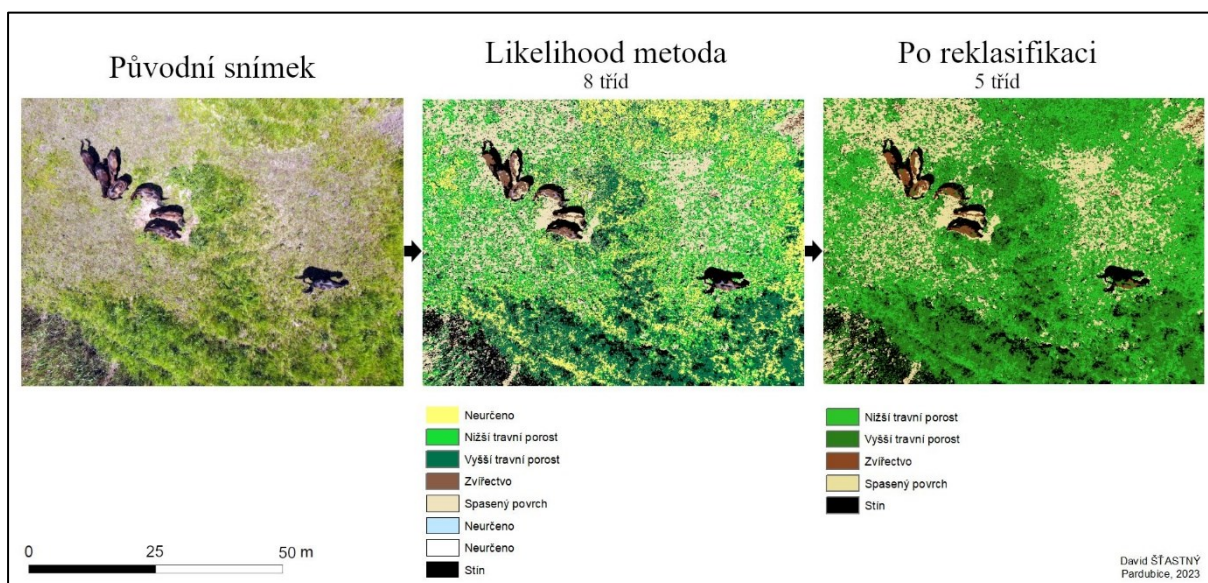 Původní snímek
Likelihood metoda
8 tříd
Po reklasifikaci
5 tříd
Neurčeno
Nižší travní porost
Vyšší travní porost
Zvířectvo
Spasený povrch
Neurčeno
Neurčeno
Stín
Nižší travní porost
Vyšší travní porost
Zvířectvo
Spasený povrch
Stín
0 25 50 m
David ŠŤASTNÝ
Pardubice, 2023